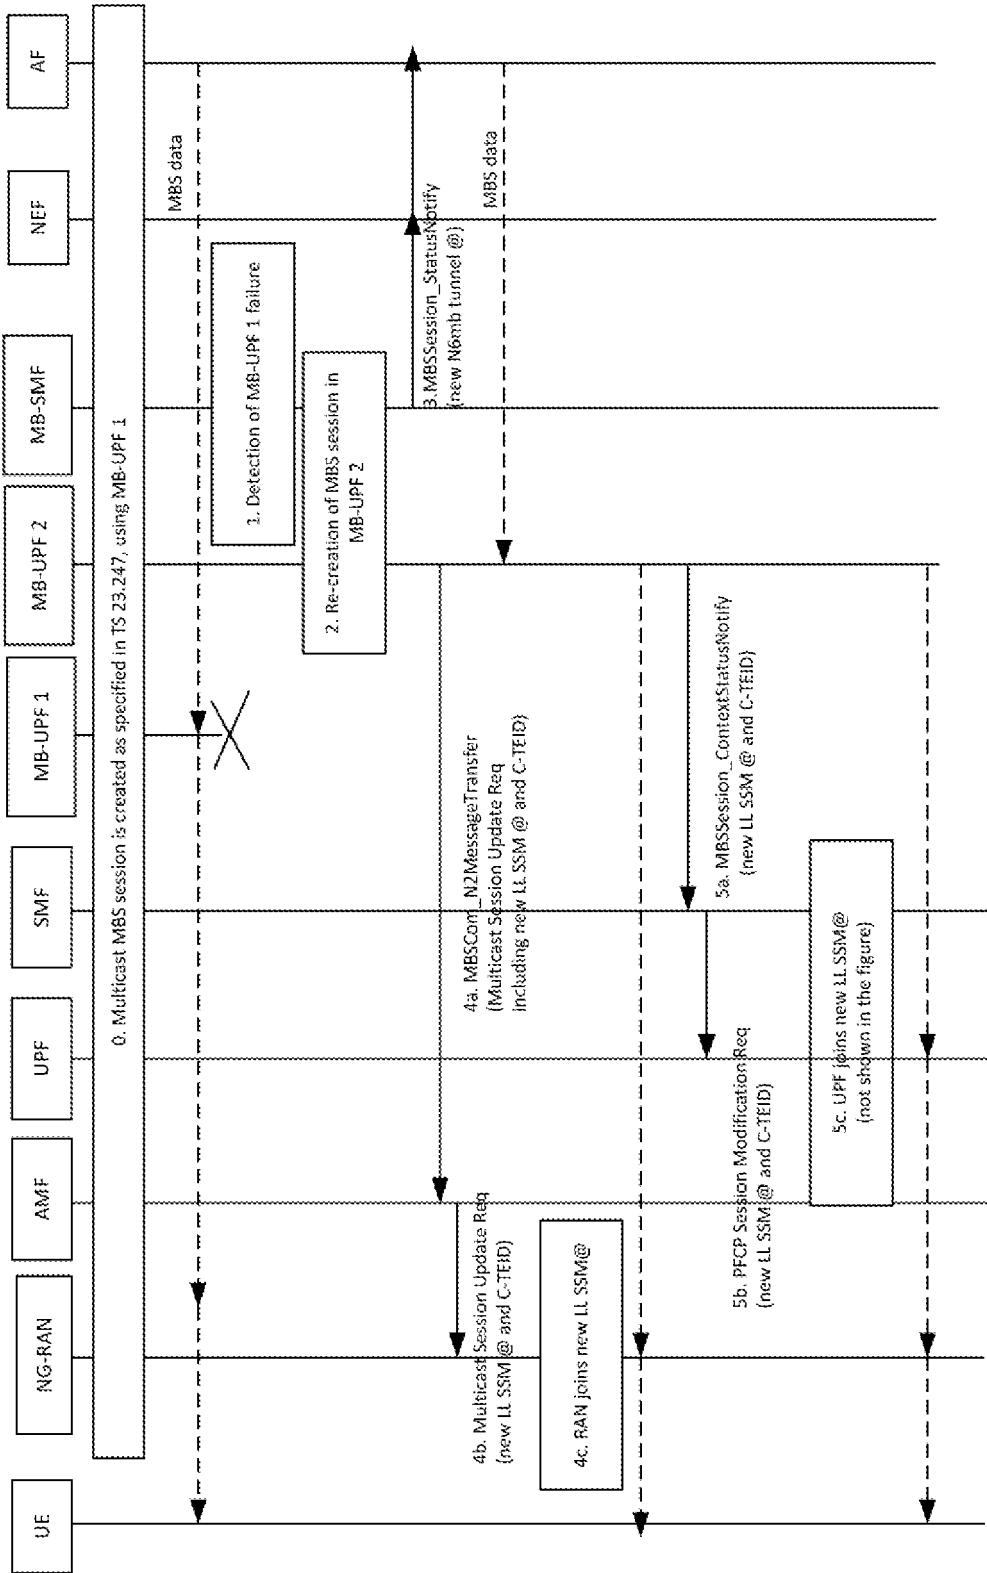 UE
NG-RAN
AMF
UPF
SMF
MB-UPF 1
MB-UPF 2
MB-SMF
NEF
AF
0. Multicast MBS session is created as specified in TS 23.247, using MB-UPF 1
MBS data
1. Detection of MB-UPF 1 failure
2. Re-creation of MBS session in
MB-UPF 2
3.MBSSession_StatusNotify
(new N6mb tunnel @)
4a. MBSCom_N2MessageTransfer
(Multicast Session Update Req
including new LL SSM @ and C-TEID)
4b. Multicast Session Update Req
(new LL SSM @ and C-TEID)
MBS data
4c. RAN joins new LL SSM@
5a. MBSSession_ContextStatusNotify
(new LL SSM @ and C-TEID)
5b. PFCP Session Modification Req
(new LL SSM @ and C-TEID)
5c. UPF joins new LL SSM@
(not shown in the figure)